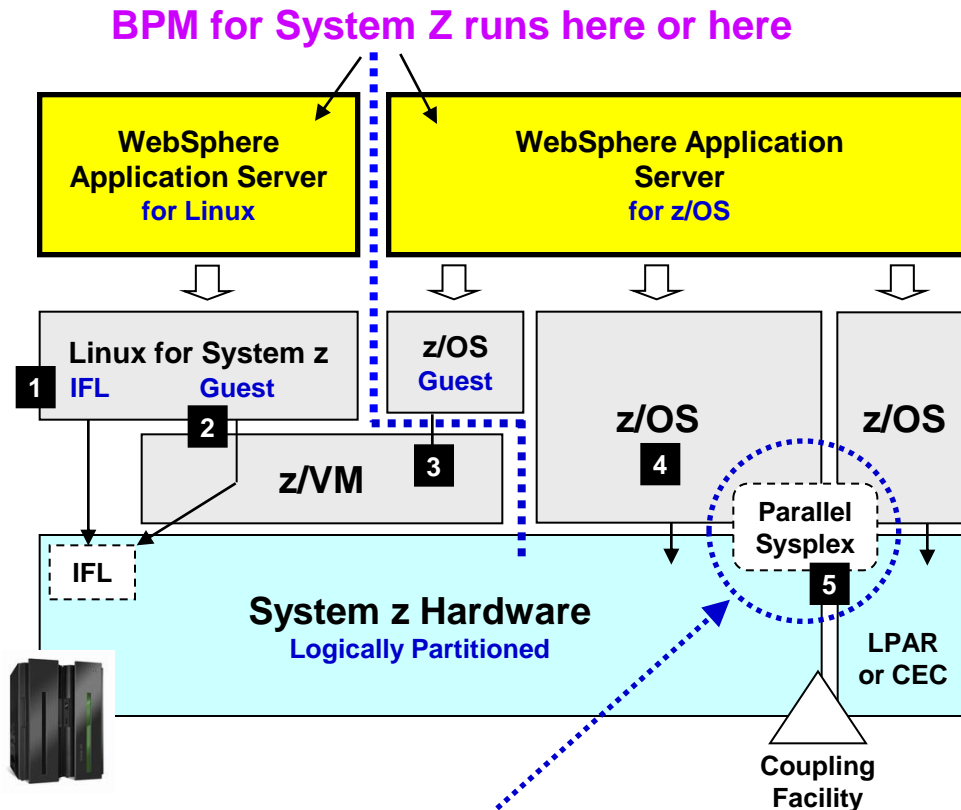 BPM for System Z runs here or here
WebSphere
Application Server
for Linux
WebSphere Application
Server
for z/OS
Linux for System z
1
IFL
Guest
2
z/OS
Guest
3
z/VM
z/OS
4
z/OS
Parallel
Sysplex
5
IFL
System z Hardware
Logically Partitioned
LPAR
or CEC
Coupling
Facility